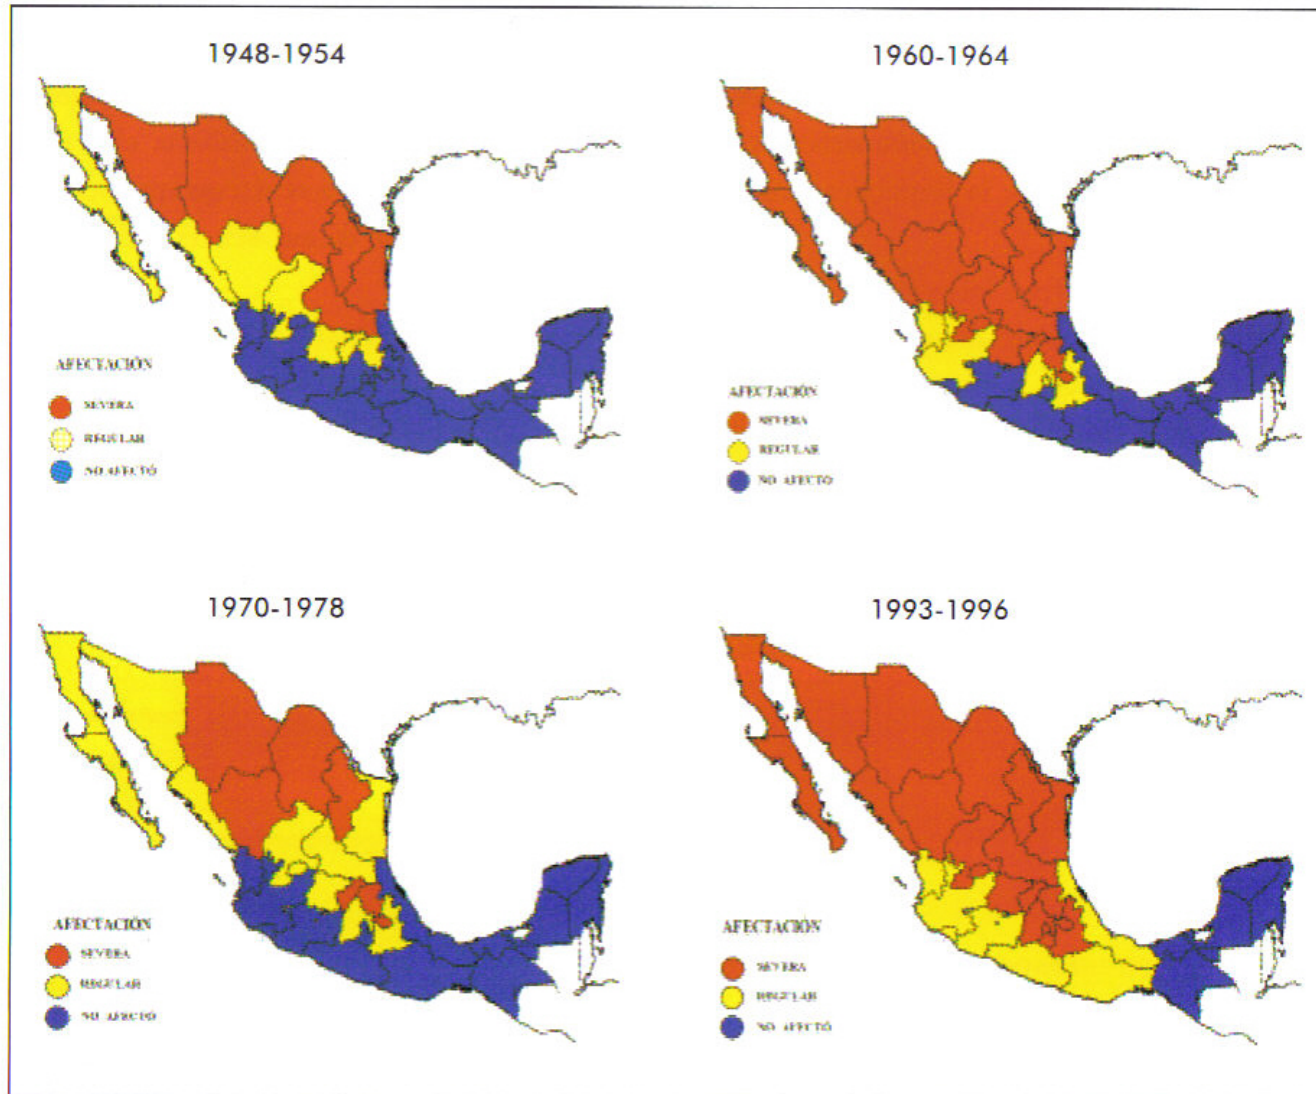 1948-1954
AFECTACIÓN
SEVERA
REGULAR
NO AFECTÓ
1960-1964
AFECTACIÓN
SEVERA
REGULAR
NO AFECTÓ
1970-1978
AFECTACIÓN
SEVERA
REGULAR
NO AFECTÓ
1993-1996
AFECTACIÓN
SEVERA
REGULAR
NO AFECTÓ